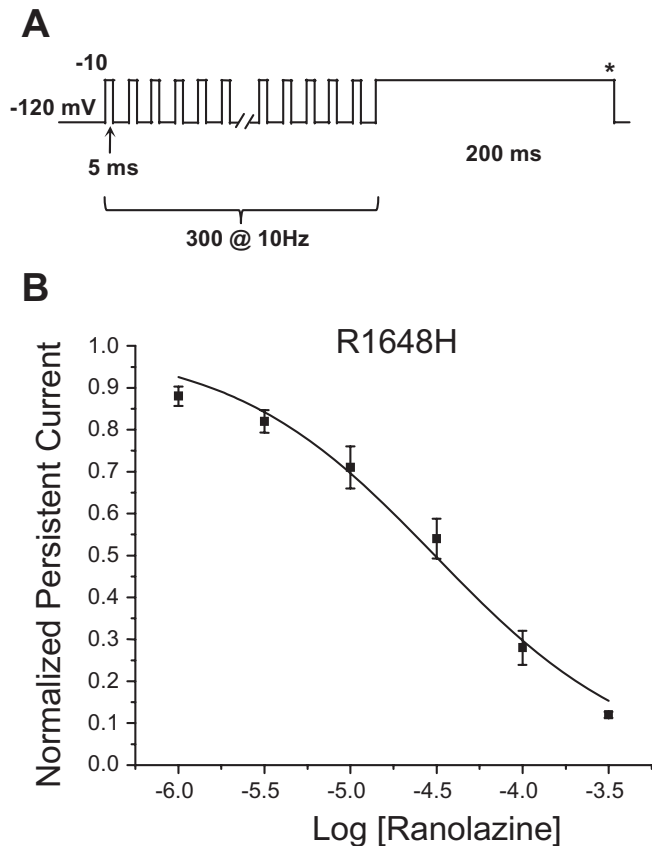 A
-10
*
-120 mV
5 ms
200 ms
300 @ 10Hz
B
R1648H
Normalized Persistent Current
1.0
0.9
0.8
0.7
0.6
0.5
0.4
0.3
0.2
0.1
0.0
-6.0 -5.5 -5.0 -4.5 -4.0 -3.5
Log [Ranolazine]